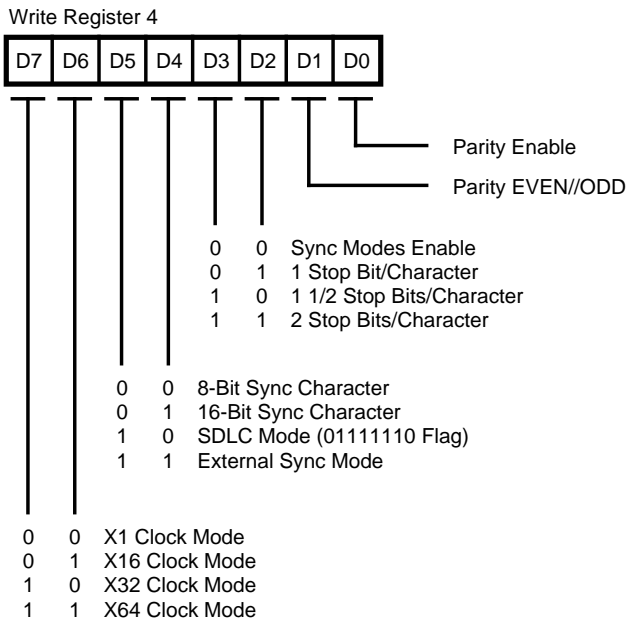 Write Register 4
D7 D6 D5 D4 D3 D2 D1 D0
Parity Enable
Parity EVEN//ODD
0 0 Sync Modes Enable
0 1 1 Stop Bit/Character
1 0 1 1/2 Stop Bits/Character
1 1 2 Stop Bits/Character
0 0 8-Bit Sync Character
0 1 16-Bit Sync Character
1 0 SDLC Mode (01111110 Flag)
1 1 External Sync Mode
0 0 X1 Clock Mode
0 1 X16 Clock Mode
1 0 X32 Clock Mode
1 1 X64 Clock Mode